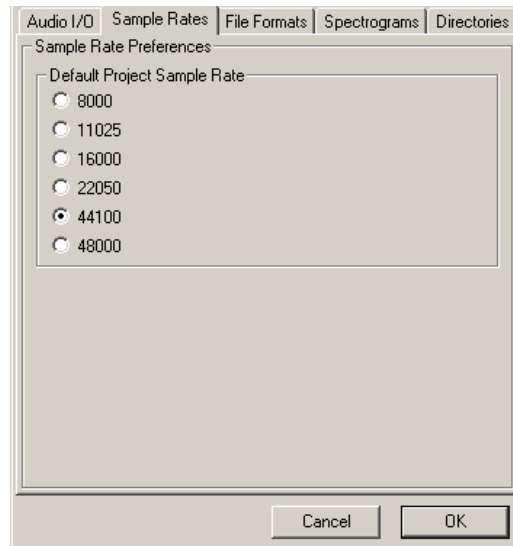 Audio I/O Sample Rates File Formats Spectrograms Directories
Sample Rate Preferences
Default Project Sample Rate
8000
11025
16000
22050
44100
48000
Cancel OK